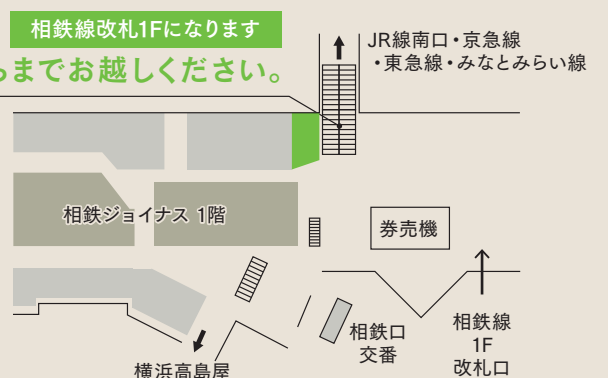 相鉄線改札1Fになります
らまでお越しください。
JR線南口・京急線
・東急線・みなとみらい線
相鉄ジョイナス 1階
券売機
相鉄口
交番
相鉄線
1F
改札口
横浜高島屋